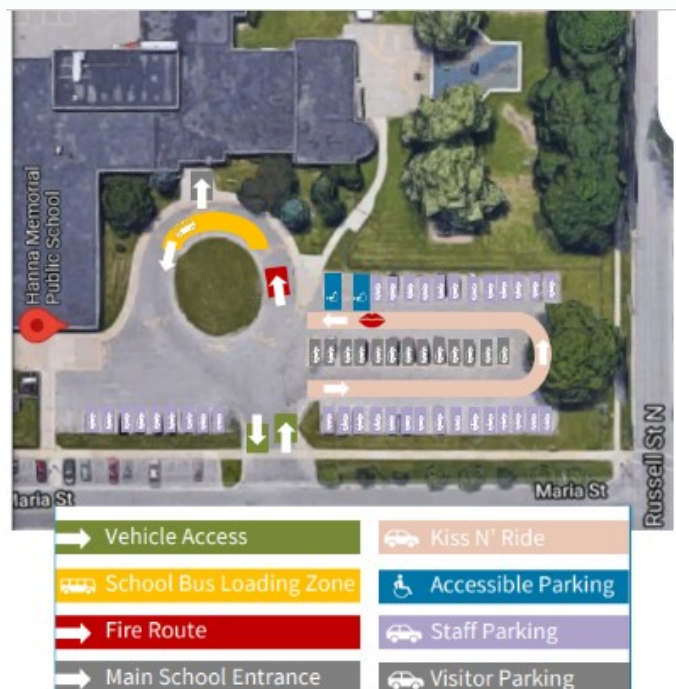 Hanna Memorial
Public School
Maria St
Maria St
Russell St N
Vehicle Access
Kiss N' Ride
School Bus Loading Zone
Accessible Parking
Fire Route
Staff Parking
Main School Entrance
Visitor Parking